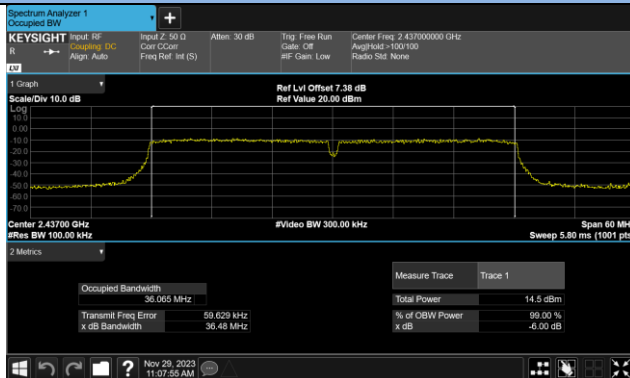 Spectrum Analyzer 1
Occupied BW
KEYSIGHT Input: RF Input Z: 50 Ω Atten: 30 dB Trig: Free Run Center Freq: 2.437000000 GHz
R Coupling: DC Corr CCorr Gate: Off Avg|Hold:>100/100
Align: Auto Freq Ref: Int (S) #IF Gain: Low Radio Std: None
LXI
1 Graph
Ref Lvl Offset 7.38 dB
Scale/Div 10.0 dB Ref Value 20.00 dBm
Log
10.0
0.00
-10.0
-20.0
-30.0
-40.0
-50.0
-60.0
-70.0
Center 2.43700 GHz #Video BW 300.00 kHz Span 60 MH
#Res BW 100.00 kHz Sweep 5.80 ms (1001 pts
2 Metrics
Measure Trace Trace 1
Occupied Bandwidth
36.065 MHz Total Power 14.5 dBm
Transmit Freq Error 59.629 kHz % of OBW Power 99.00 %
x dB Bandwidth 36.48 MHz x dB -6.00 dB
? Nov 29, 2023
11:07:55 AM